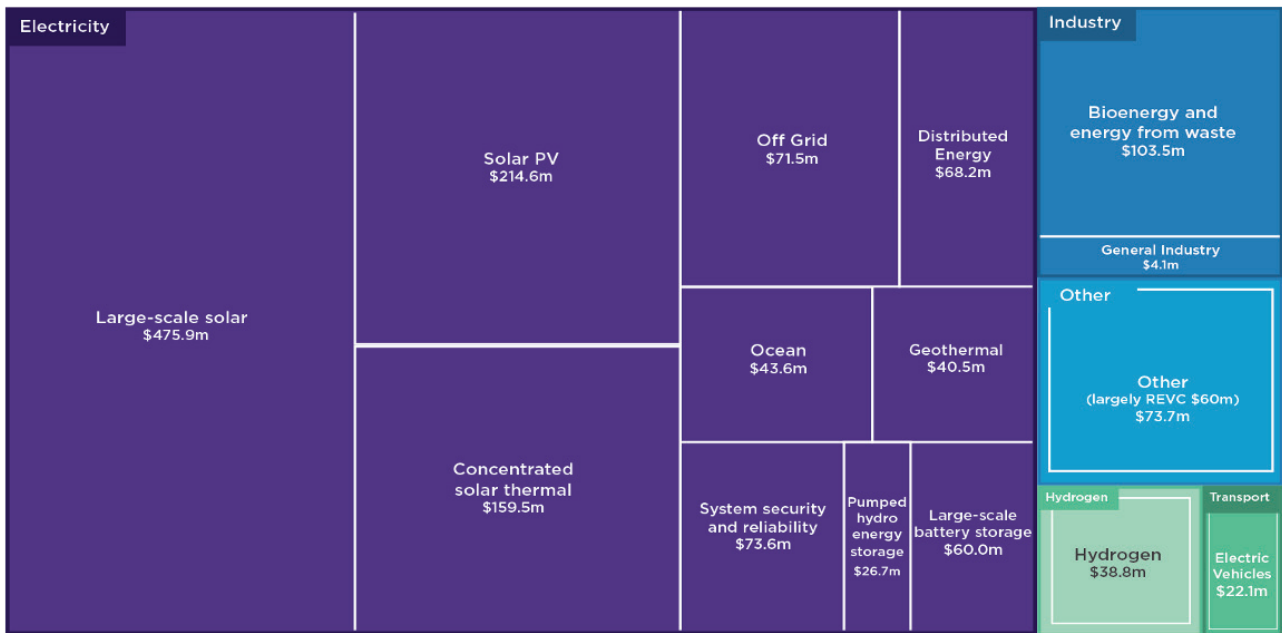 Electricity
Large-scale solar
$475.9m
Solar PV
$214.6m
Concentrated
solar thermal
$159.5m
Off Grid
$71.5m
Distributed
Energy
$68.2m
Ocean
$43.6m
Geothermal
$40.5m
System security
and reliability
$73.6m
Pumped
hydro
energy
storage
$26.7m
Large-scale
battery storage
$60.0m
Industry
Bioenergy and
energy from waste
$103.5m
General Industry
$4.1m
Other
Other
(largely REVC $60m)
$73.7m
Hydrogen
Hydrogen
$38.8m
Transport
Electric
Vehicles
$22.1m